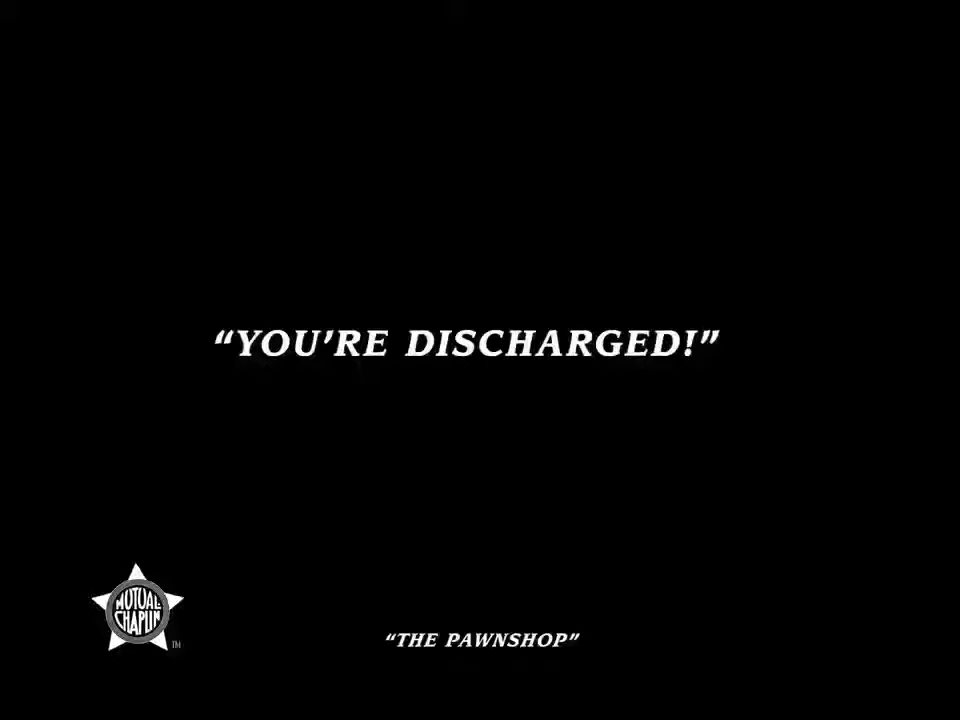 “YOU’RE DISCHARGED!”
MUTUAL-
CHAPLIN
TM
“THE PAWNSHOP”